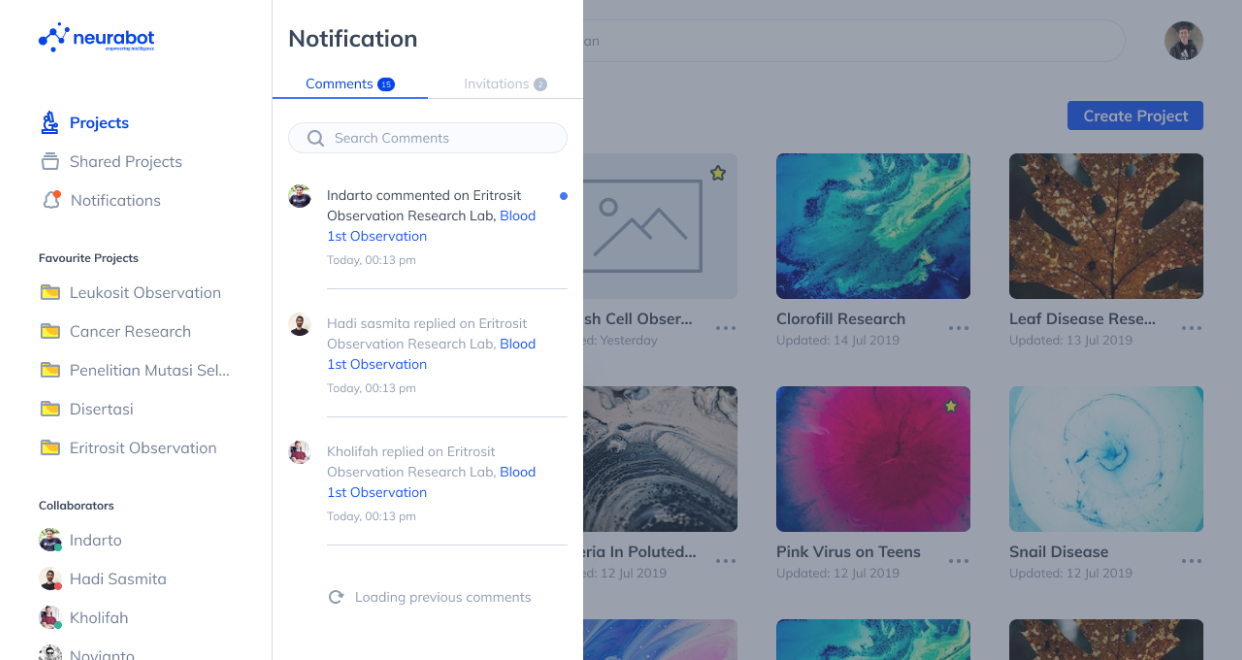 neurabot
empowering intelligence
Projects
Shared Projects
Notifications
Favourite Projects
Leukosit Observation
Cancer Research
Penelitian Mutasi Sel...
Disertasi
Eritrosit Observation
Collaborators
Indarto
Hadi Sasmita
Kholifah
Novianto
Notification
Comments 15
Invitations 2
Search Comments
Indarto commented on Eritrosit
Observation Research Lab, Blood
1st Observation
Today, 00:13 pm
Hadi sasmita replied on Eritrosit
Observation Research Lab, Blood
1st Observation
Today, 00:13 pm
Kholifah replied on Eritrosit
Observation Research Lab, Blood
1st Observation
Today, 00:13 pm
Loading previous comments
an
Create Project
sh Cell Obser...
ed: Yesterday
Clorofill Research
Updated: 14 Jul 2019
Leaf Disease Rese...
Updated: 13 Jul 2019
eria In Poluted...
ed: 12 Jul 2019
Pink Virus on Teens
Updated: 12 Jul 2019
Snail Disease
Updated: 12 Jul 2019